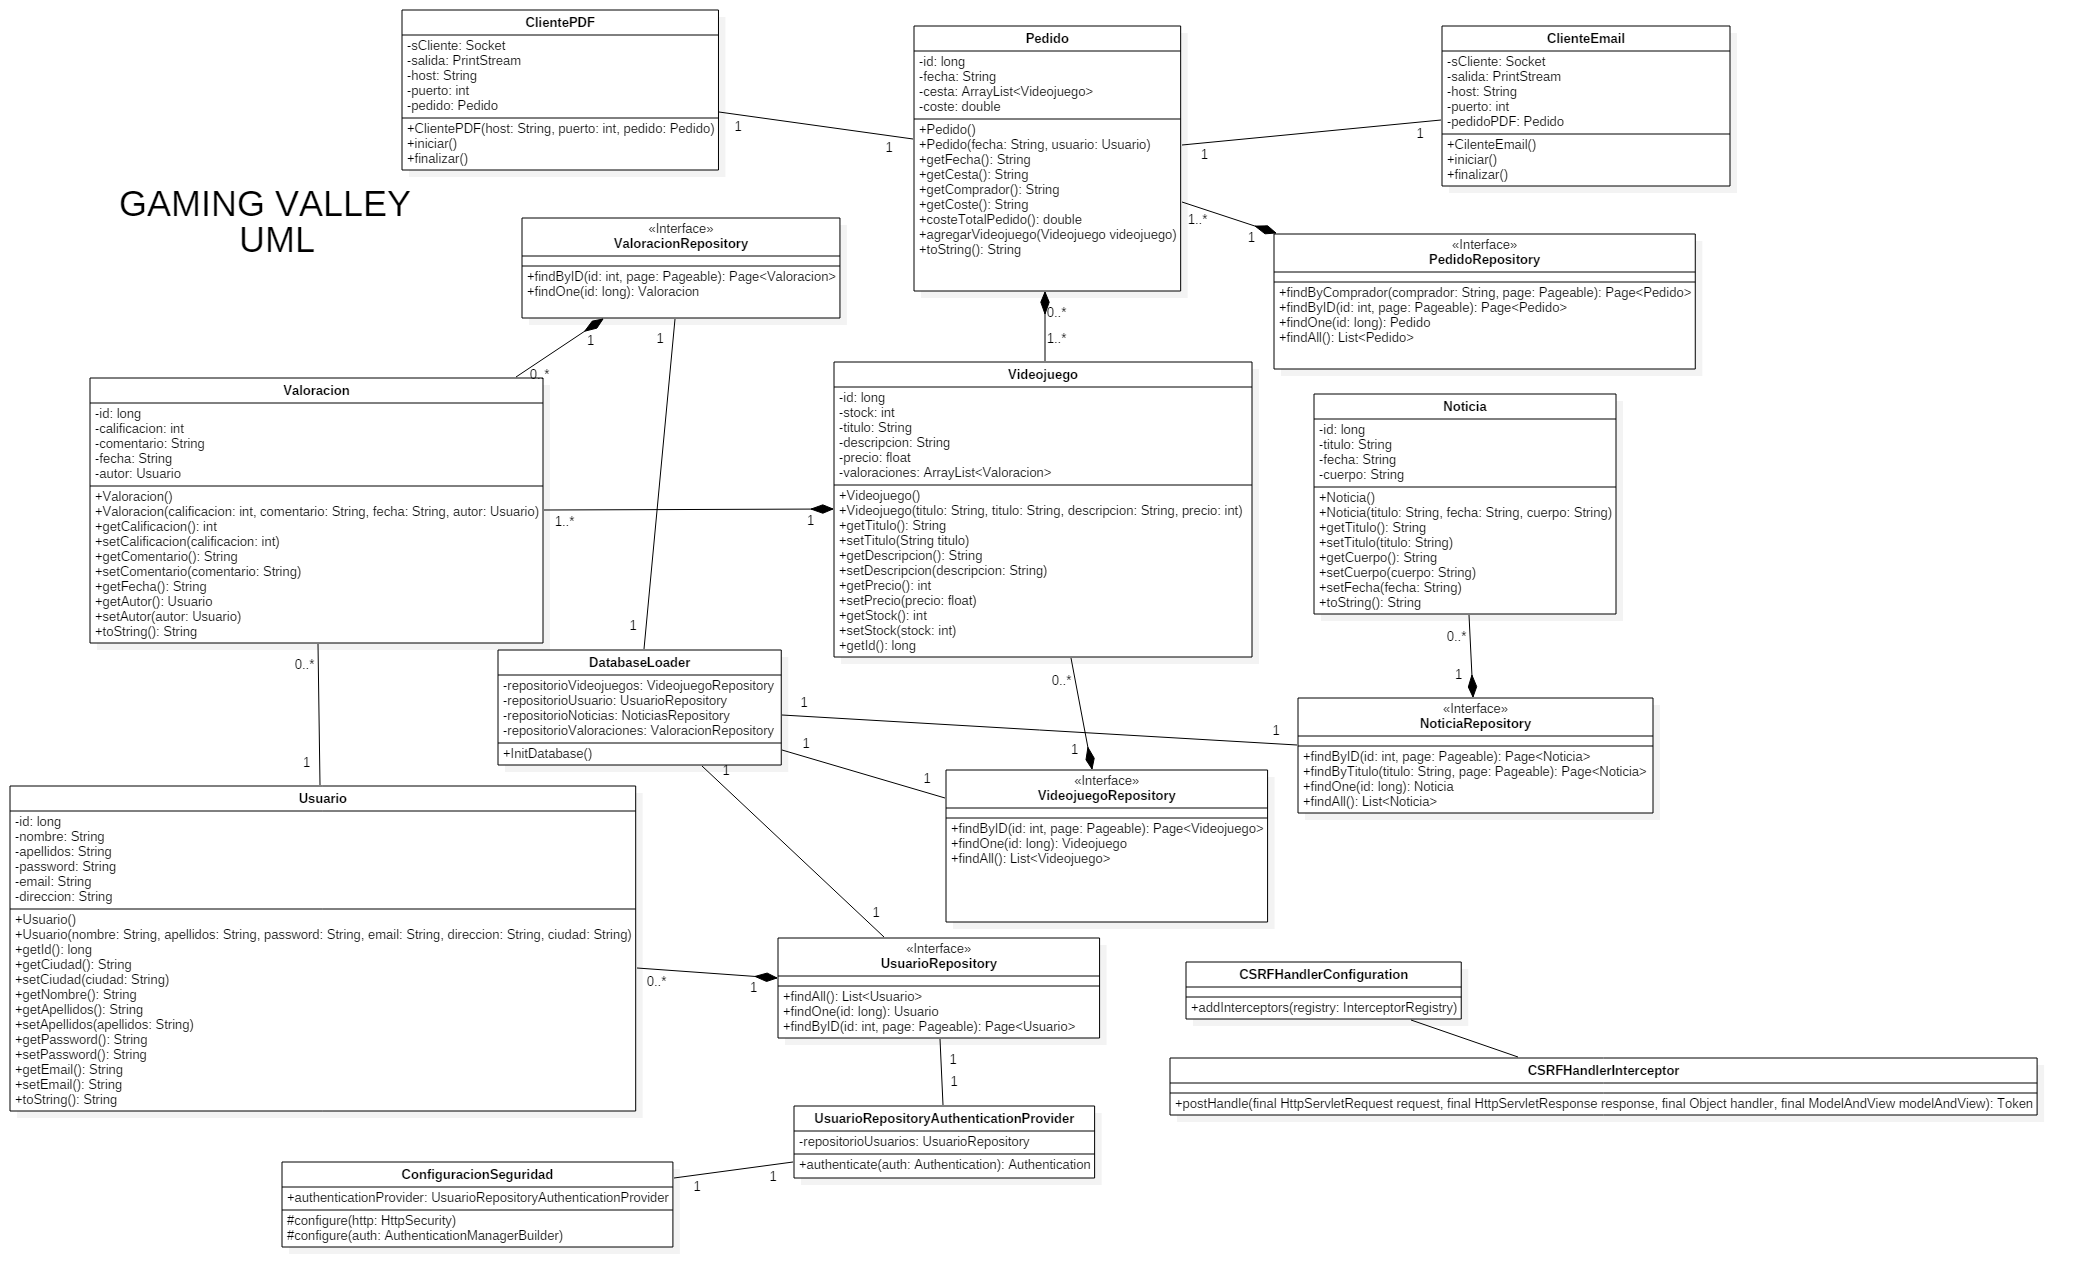 GAMING VALLEY
UML
ClientePDF
-sCliente: Socket
-salida: PrintStream
-host: String
-puerto: int
-pedido: Pedido
+ClientePDF(host: String, puerto: int, pedido: Pedido)
+iniciar()
+finalizar()
1
1
Pedido
-id: long
-fecha: String
-cesta: ArrayList<Videojuego>
-coste: double
+Pedido()
+Pedido(fecha: String, usuario: Usuario)
+getFecha(): String
+getCesta(): String
+getComprador(): String
+getCoste(): String
+costeTotalPedido(): double
+agregarVideojuego(Videojuego videojuego)
+toString(): String
1
1
ClienteEmail
-sCliente: Socket
-salida: PrintStream
-host: String
-puerto: int
-pedidoPDF: Pedido
+CilenteEmail()
+iniciar()
+finalizar()
1..*
1
«Interface»
PedidoRepository
+findByComprador(comprador: String, page: Pageable): Page<Pedido>
+findByID(id: int, page: Pageable): Page<Pedido>
+findOne(id: long): Pedido
+findAll(): List<Pedido>
«Interface»
ValoracionRepository
+findByID(id: int, page: Pageable): Page<Valoracion>
+findOne(id: long): Valoracion
1
0..*
1
1
0..*
1..*
Valoracion
-id: long
-calificacion: int
-comentario: String
-fecha: String
-autor: Usuario
+Valoracion()
+Valoracion(calificacion: int, comentario: String, fecha: String, autor: Usuario)
+getCalificacion(): int
+setCalificacion(calificacion: int)
+getComentario(): String
+setComentario(comentario: String)
+getFecha(): String
+getAutor(): Usuario
+setAutor(autor: Usuario)
+toString(): String
1..*
1
Videojuego
-id: long
-stock: int
-titulo: String
-descripcion: String
-precio: float
-valoraciones: ArrayList<Valoracion>
+Videojuego()
+Videojuego(titulo: String, titulo: String, descripcion: String, precio: int)
+getTitulo(): String
+setTitulo(String titulo)
+getDescripcion(): String
+setDescripcion(descripcion: String)
+getPrecio(): int
+setPrecio(precio: float)
+getStock(): int
+setStock(stock: int)
+getId(): long
Noticia
-id: long
-titulo: String
-fecha: String
-cuerpo: String
+Noticia()
+Noticia(titulo: String, fecha: String, cuerpo: String)
+getTitulo(): String
+setTitulo(titulo: String)
+getCuerpo(): String
+setCuerpo(cuerpo: String)
+setFecha(fecha: String)
+toString(): String
0..*
1
0..*
1
0..*
1
DatabaseLoader
-repositorioVideojuegos: VideojuegoRepository
-repositorioUsuario: UsuarioRepository
-repositorioNoticias: NoticiasRepository
-repositorioValoraciones: ValoracionRepository
+InitDatabase()
1
1
1
1
1
1
«Interface»
NoticiaRepository
+findByID(id: int, page: Pageable): Page<Noticia>
+findByTitulo(titulo: String, page: Pageable): Page<Noticia>
+findOne(id: long): Noticia
+findAll(): List<Noticia>
«Interface»
VideojuegoRepository
+findByID(id: int, page: Pageable): Page<Videojuego>
+findOne(id: long): Videojuego
+findAll(): List<Videojuego>
Usuario
-id: long
-nombre: String
-apellidos: String
-password: String
-email: String
-direccion: String
+Usuario()
+Usuario(nombre: String, apellidos: String, password: String, email: String, direccion: String, ciudad: String)
+getId(): long
+getCiudad(): String
+setCiudad(ciudad: String)
+getNombre(): String
+getApellidos(): String
+setApellidos(apellidos: String)
+getPassword(): String
+setPassword(): String
+getEmail(): String
+setEmail(): String
+toString(): String
0..*
1
«Interface»
UsuarioRepository
+findAll(): List<Usuario>
+findOne(id: long): Usuario
+findByID(id: int, page: Pageable): Page<Usuario>
1
1
CSRFHandlerConfiguration
+addInterceptors(registry: InterceptorRegistry)
CSRFHandlerInterceptor
+postHandle(final HttpServletRequest request, final HttpServletResponse response, final Object handler, final ModelAndView modelAndView): Token
UsuarioRepositoryAuthenticationProvider
-repositorioUsuarios: UsuarioRepository
+authenticate(auth: Authentication): Authentication
1
1
ConfiguracionSeguridad
+authenticationProvider: UsuarioRepositoryAuthenticationProvider
#configure(http: HttpSecurity)
#configure(auth: AuthenticationManagerBuilder)